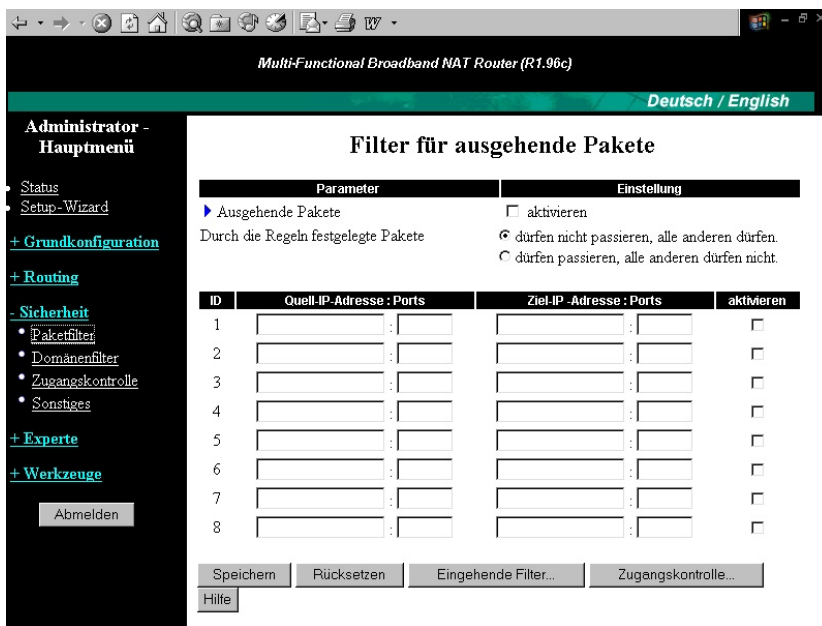 Multi-Functional Broadband NAT Router (R1.96c)
Deutsch / English
Administrator -
Hauptmenü
Status
Setup-Wizard
+ Grundkonfiguration
+ Routing
- Sicherheit
Paketfilter
Domänenfilter
Zugangskontrolle
Sonstiges
+ Experte
+ Werkzeuge
Abmelden
Filter für ausgehende Pakete
Parameter Einstellung
Ausgehende Pakete aktivieren
Durch die Regeln festgelegte Pakete dürfen nicht passieren, alle anderen dürfen.
dürfen passieren, alle anderen dürfen nicht.
ID Quell-IP-Adresse : Ports Ziel-IP -Adresse : Ports aktivieren
1 : :
2 : :
3 : :
4 : :
5 : :
6 : :
7 : :
8 : :
Speichern Rücksetzen Eingehende Filter... Zugangskontrolle...
Hilfe